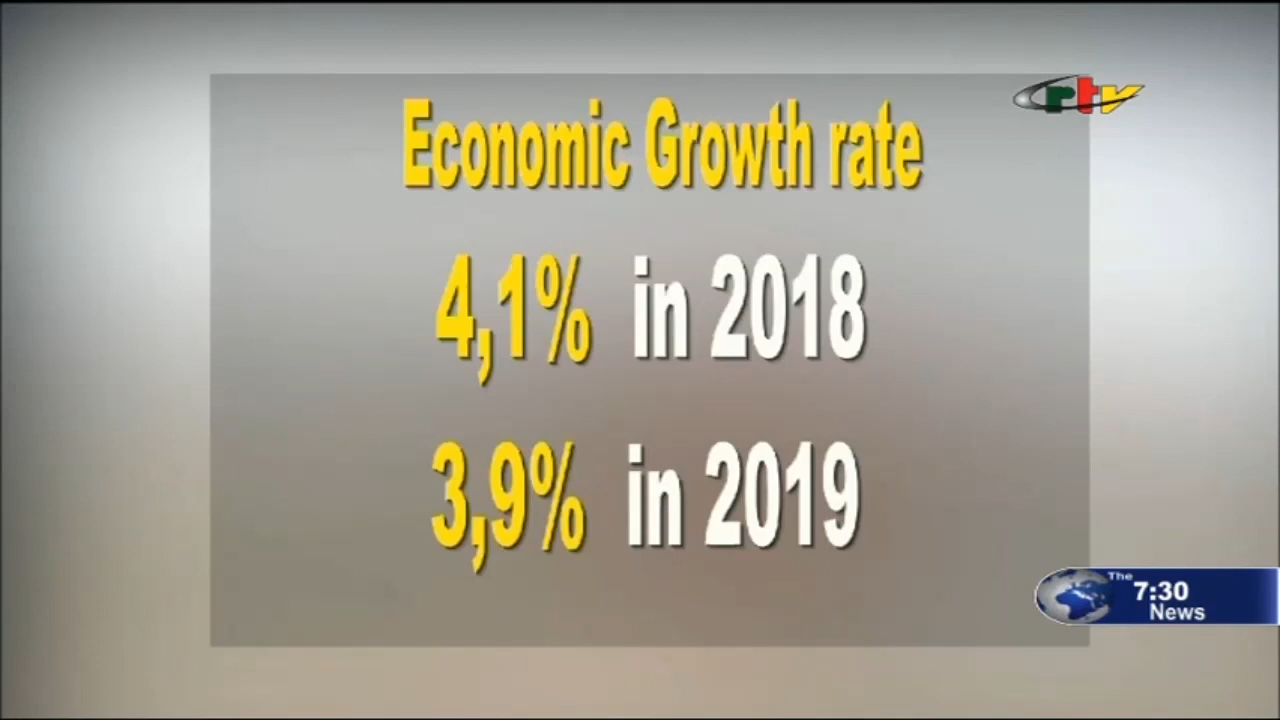 crtv
Economic Growth rate
4,1% in 2018
3,9% in 2019
The
7:30
News